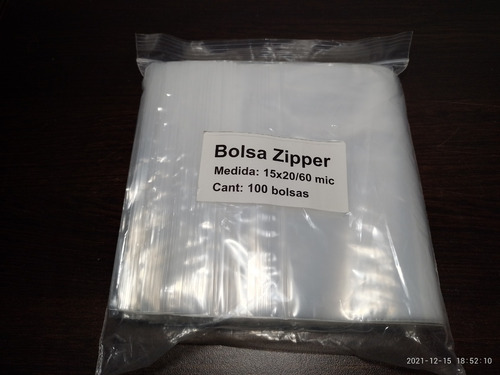 Bolsa Zipper
Medida: 15x20/60 mic
Cant: 100 bolsas
2021-12-15 18:52:10